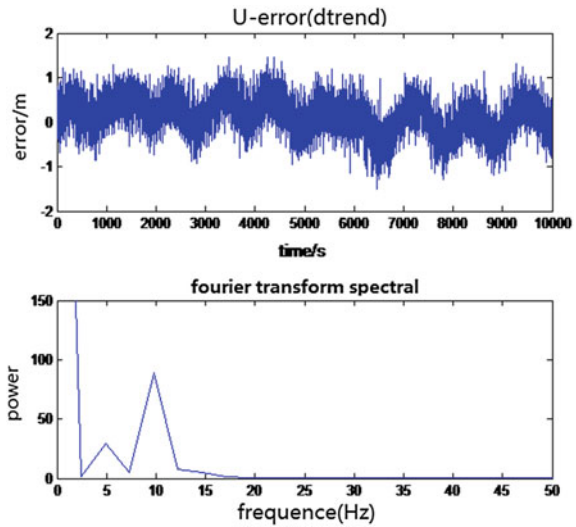 U-error(dtrend)
2
1
0
-1
-2
error/m
0 1000 2000 3000 4000 5000 6000 7000 8000 9000 10000
time/s
fourier transform spectral
150
100
50
0
power
0 5 10 15 20 25 30 35 40 45 50
frequence(Hz)